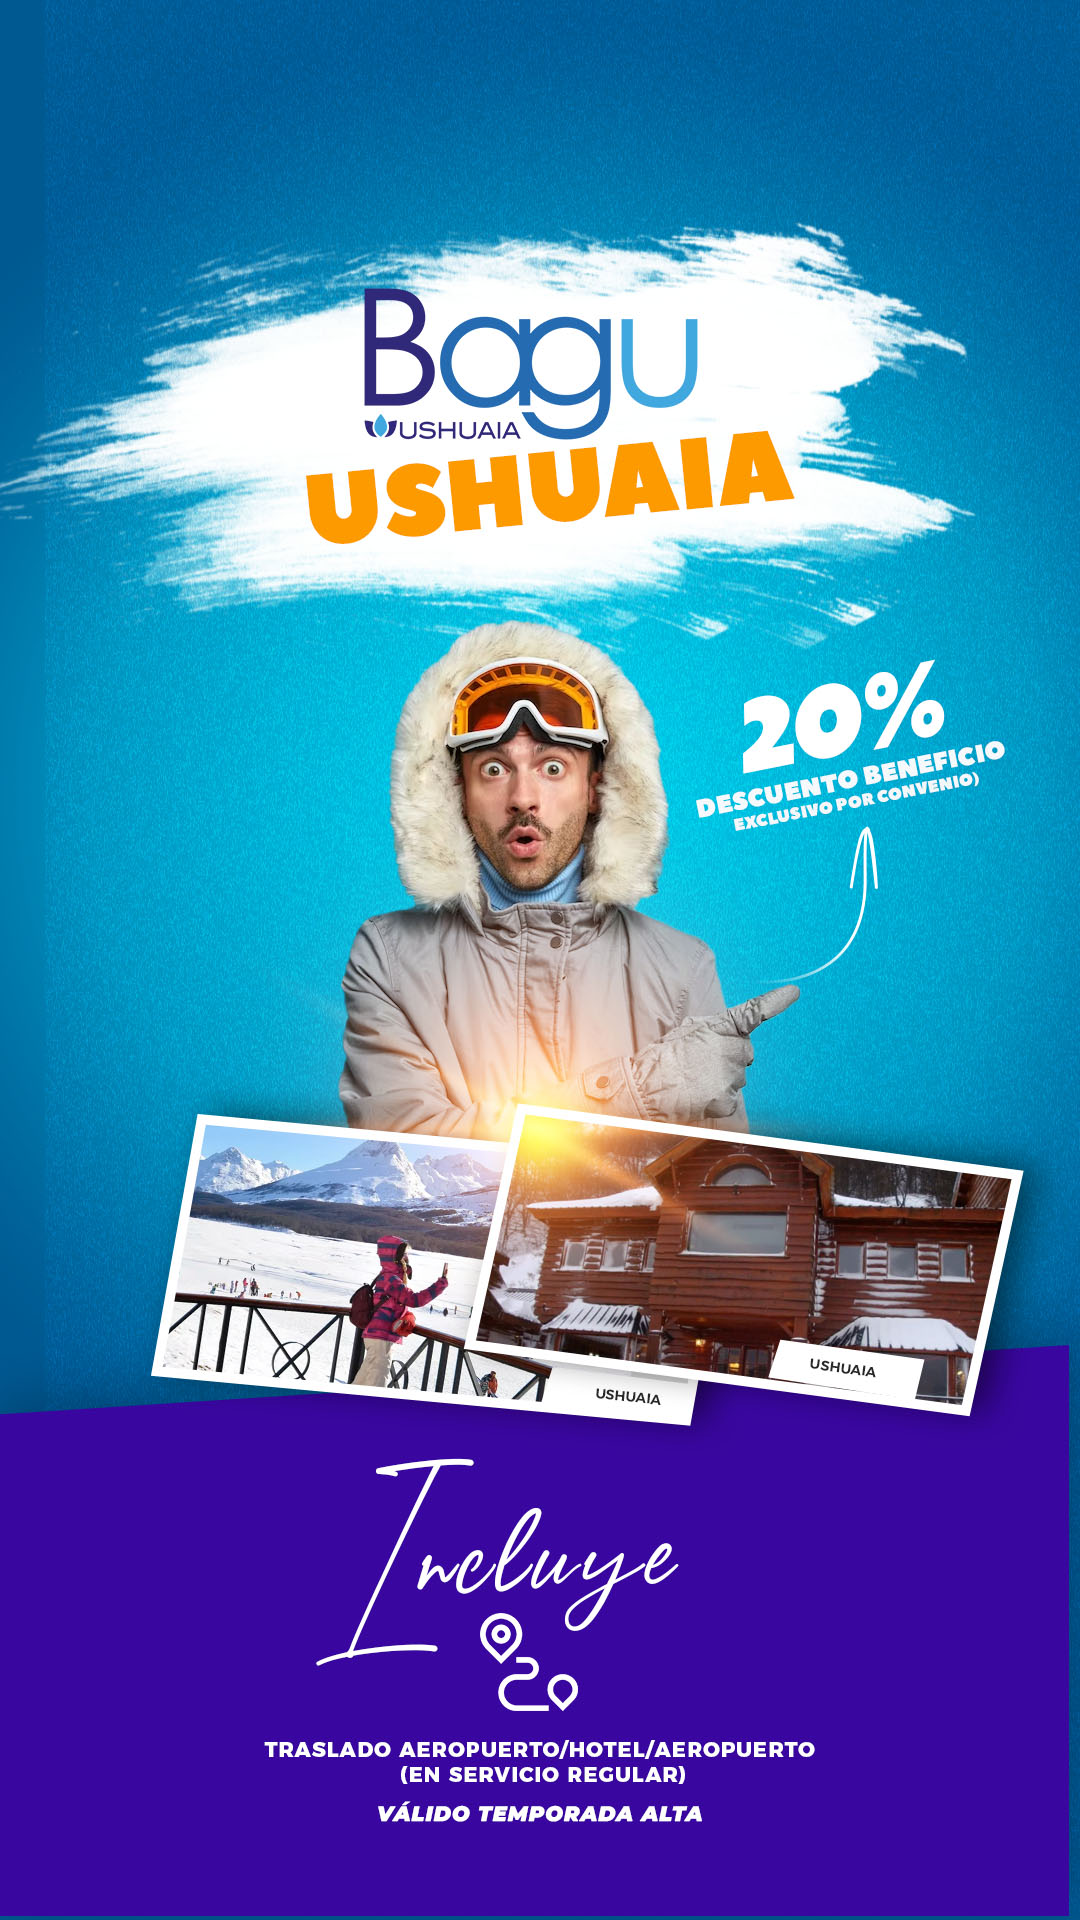 Bagu
USHUAIA
USHUAIA
20%
DESCUENTO BENEFICIO
EXCLUSIVO POR CONVENIO)
USHUAIA
USHUAIA
Incluye
TRASLADO AEROPUERTO/HOTEL/AEROPUERTO
(EN SERVICIO REGULAR)
VÁLIDO TEMPORADA ALTA